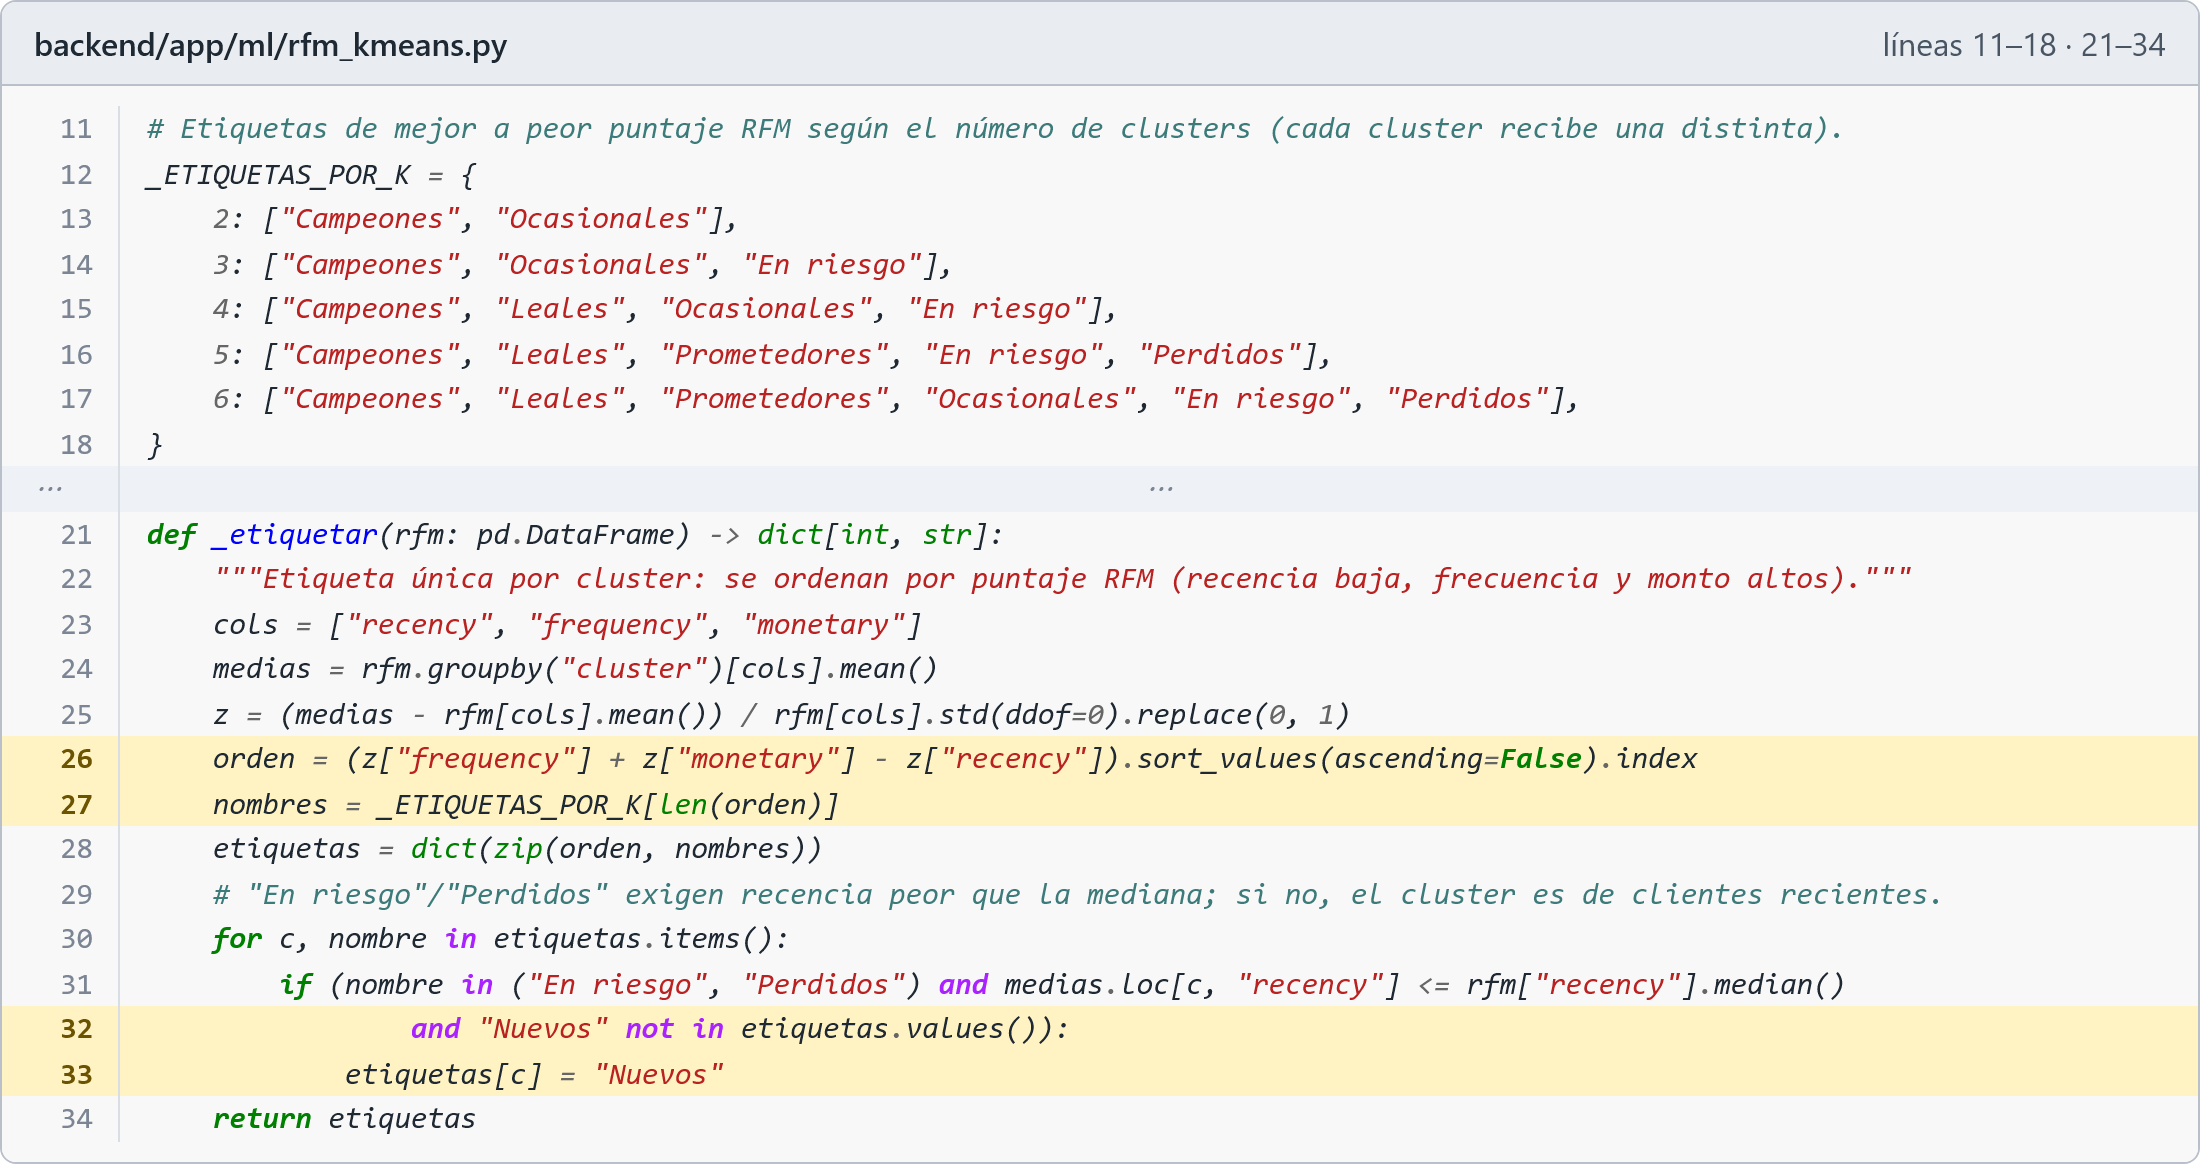 backend/app/ml/rfm_kmeans.py
líneas 11–18 · 21–34
11 # Etiquetas de mejor a peor puntaje RFM según el número de clusters (cada cluster recibe una distinta).
12 _ETIQUETAS_POR_K = {
13     2: ["Campeones", "Ocasionales"],
14     3: ["Campeones", "Ocasionales", "En riesgo"],
15     4: ["Campeones", "Leales", "Ocasionales", "En riesgo"],
16     5: ["Campeones", "Leales", "Prometedores", "En riesgo", "Perdidos"],
17     6: ["Campeones", "Leales", "Prometedores", "Ocasionales", "En riesgo", "Perdidos"],
18 }
... ...
21 def _etiquetar(rfm: pd.DataFrame) -> dict[int, str]:
22     """Etiqueta única por cluster: se ordenan por puntaje RFM (recencia baja, frecuencia y monto altos)."""
23     cols = ["recency", "frequency", "monetary"]
24     medias = rfm.groupby("cluster")[cols].mean()
25     z = (medias - rfm[cols].mean()) / rfm[cols].std(ddof=0).replace(0, 1)
26     orden = (z["frequency"] + z["monetary"] - z["recency"]).sort_values(ascending=False).index
27     nombres = _ETIQUETAS_POR_K[len(orden)]
28     etiquetas = dict(zip(orden, nombres))
29     # "En riesgo"/"Perdidos" exigen recencia peor que la mediana; si no, el cluster es de clientes recientes.
30     for c, nombre in etiquetas.items():
31         if (nombre in ("En riesgo", "Perdidos") and medias.loc[c, "recency"] <= rfm["recency"].median()
32                 and "Nuevos" not in etiquetas.values()):
33             etiquetas[c] = "Nuevos"
34     return etiquetas